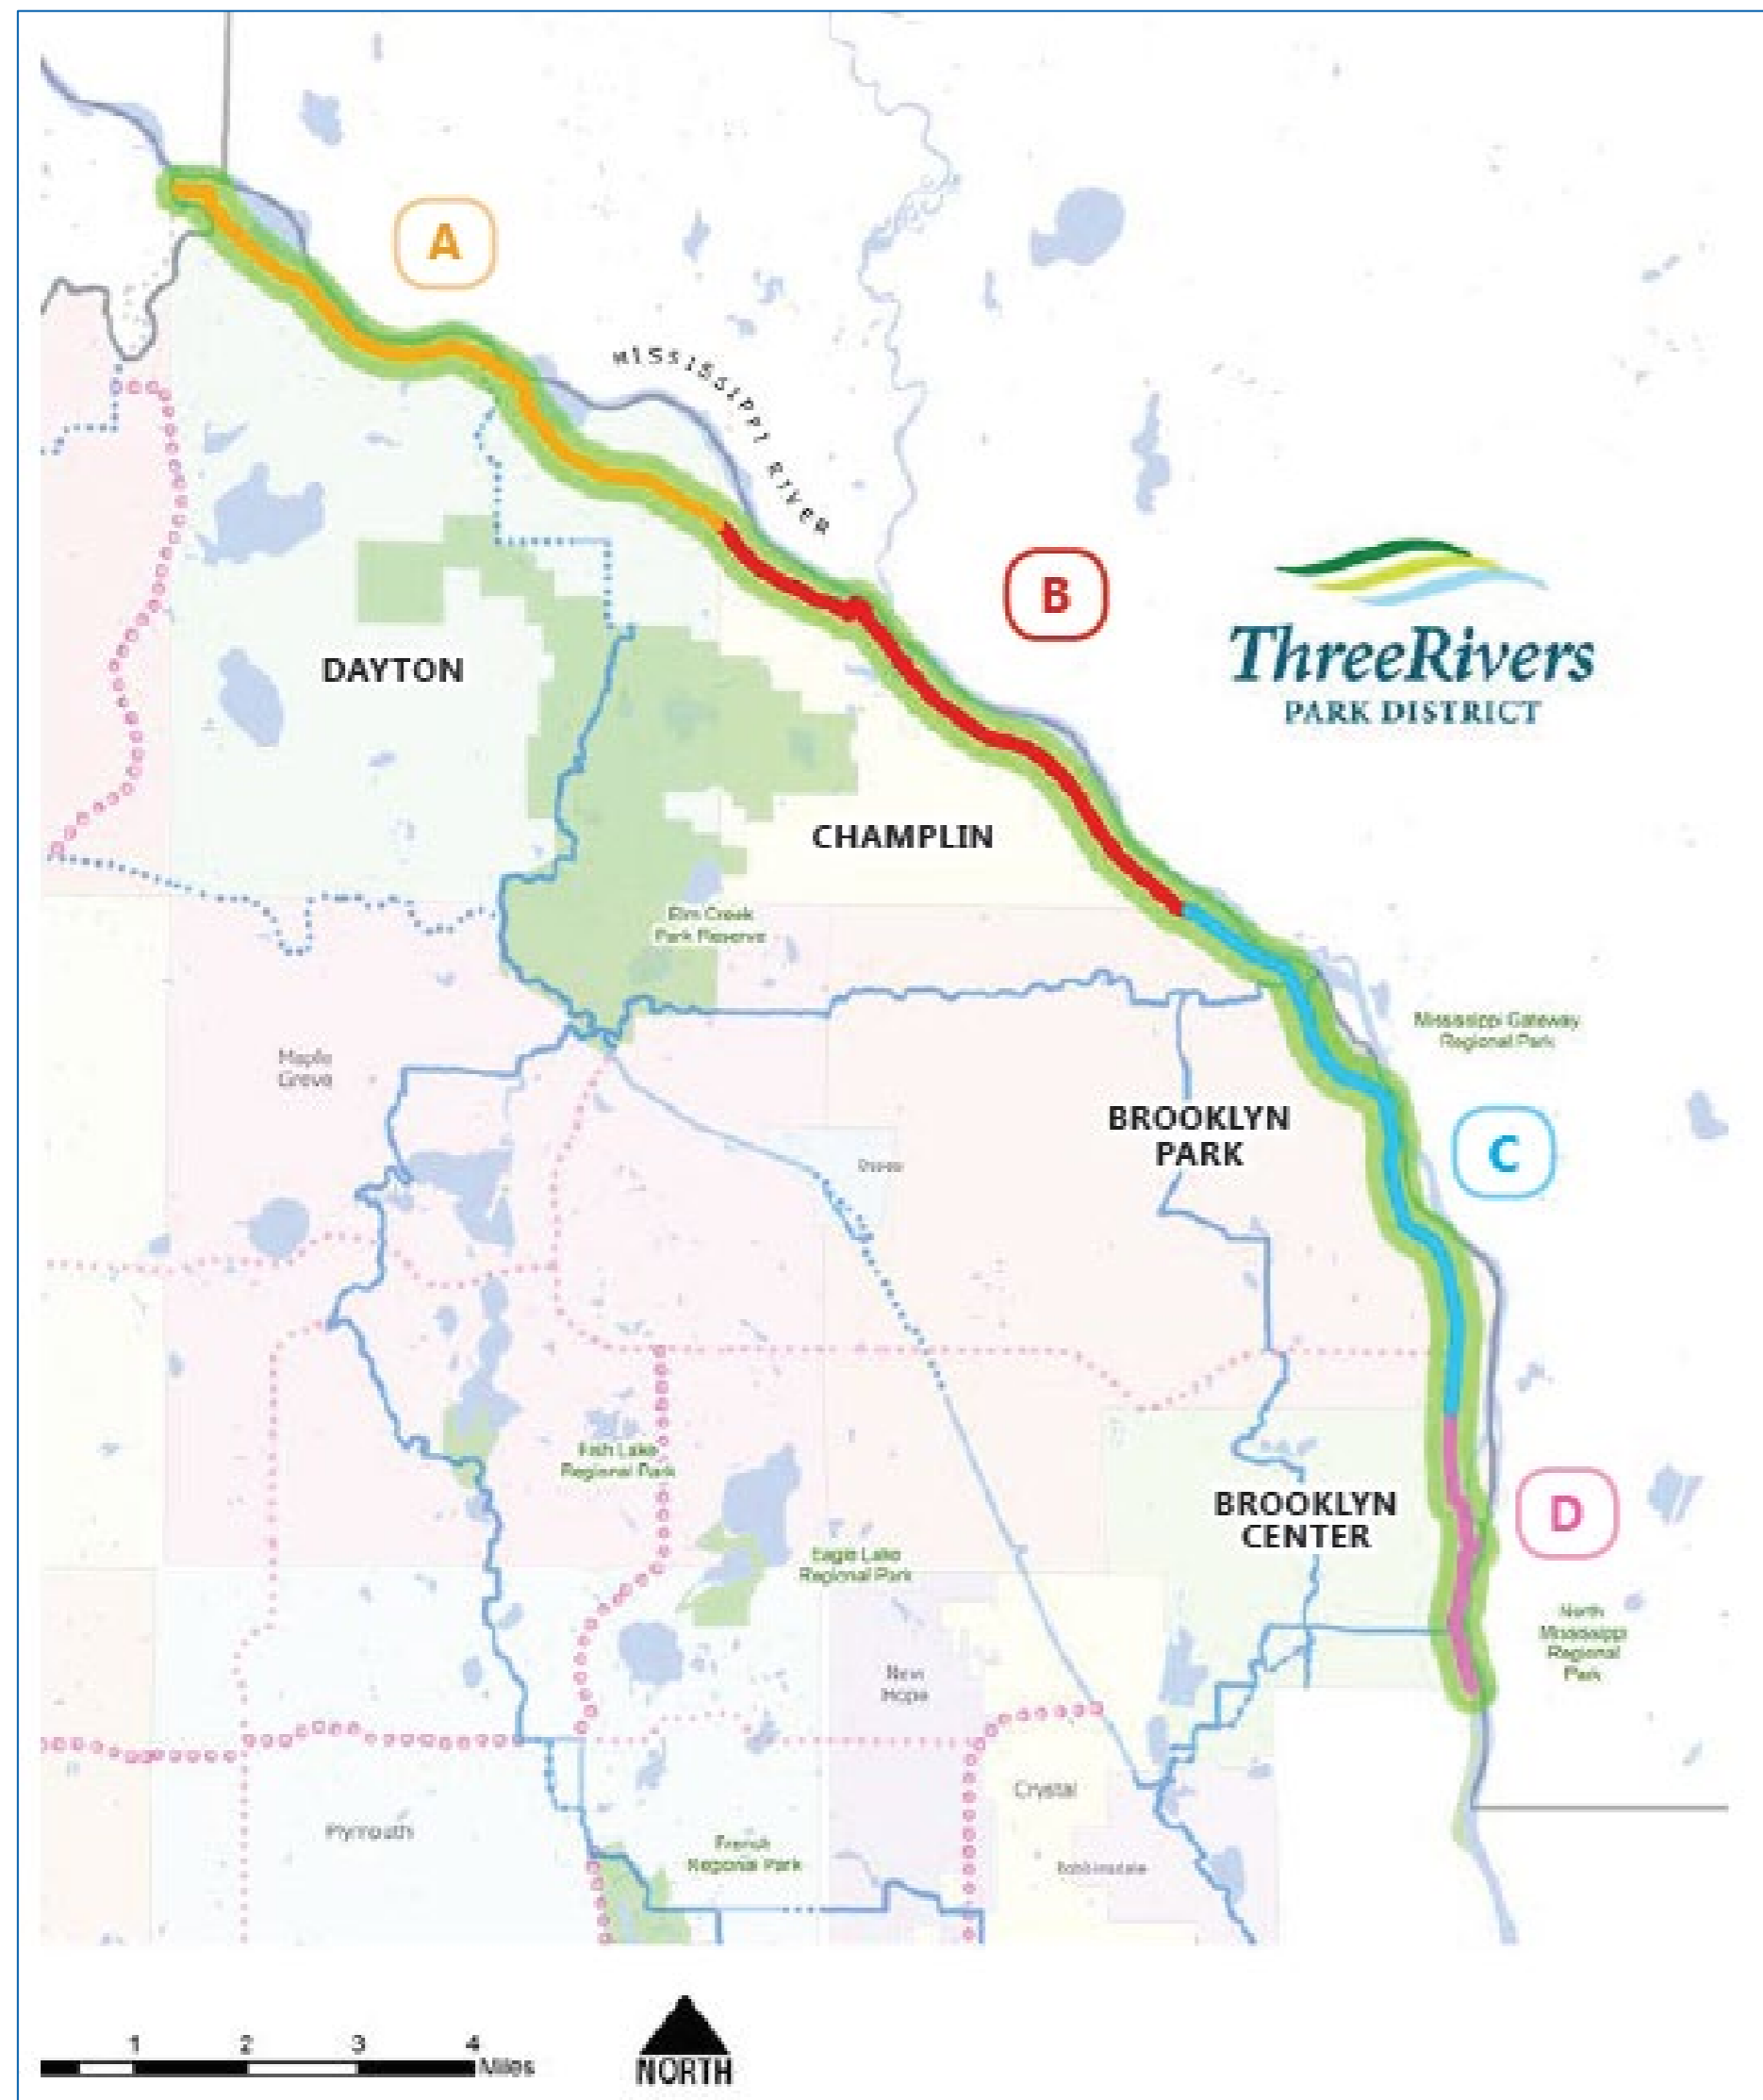 A
MISSISSIPPI RIVER
B
ThreeRivers
PARK DISTRICT
DAYTON
CHAMPLIN
Elm Creek
Park Reserve
Mississippi Gateway
Regional Park
Maple
Grove
BROOKLYN
PARK
C
Osseo
Fish Lake
Regional Park
BROOKLYN
CENTER
D
Eagle Lake
Regional Park
North
Mississippi
Regional
Park
New
Hope
Crystal
Plymouth
French
Regional Park
Robbinsdale
1 2 3 4
Miles
NORTH